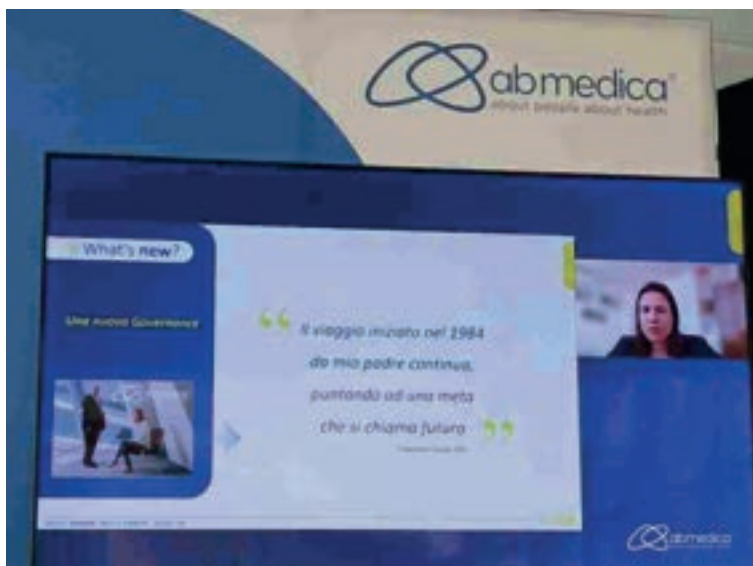 abmedica
about people about health
What's new?
Una nuova Governance
“ Il viaggio iniziato nel 1984
da mio padre continua,
puntando ad una meta
che si chiama futuro ”
abmedica